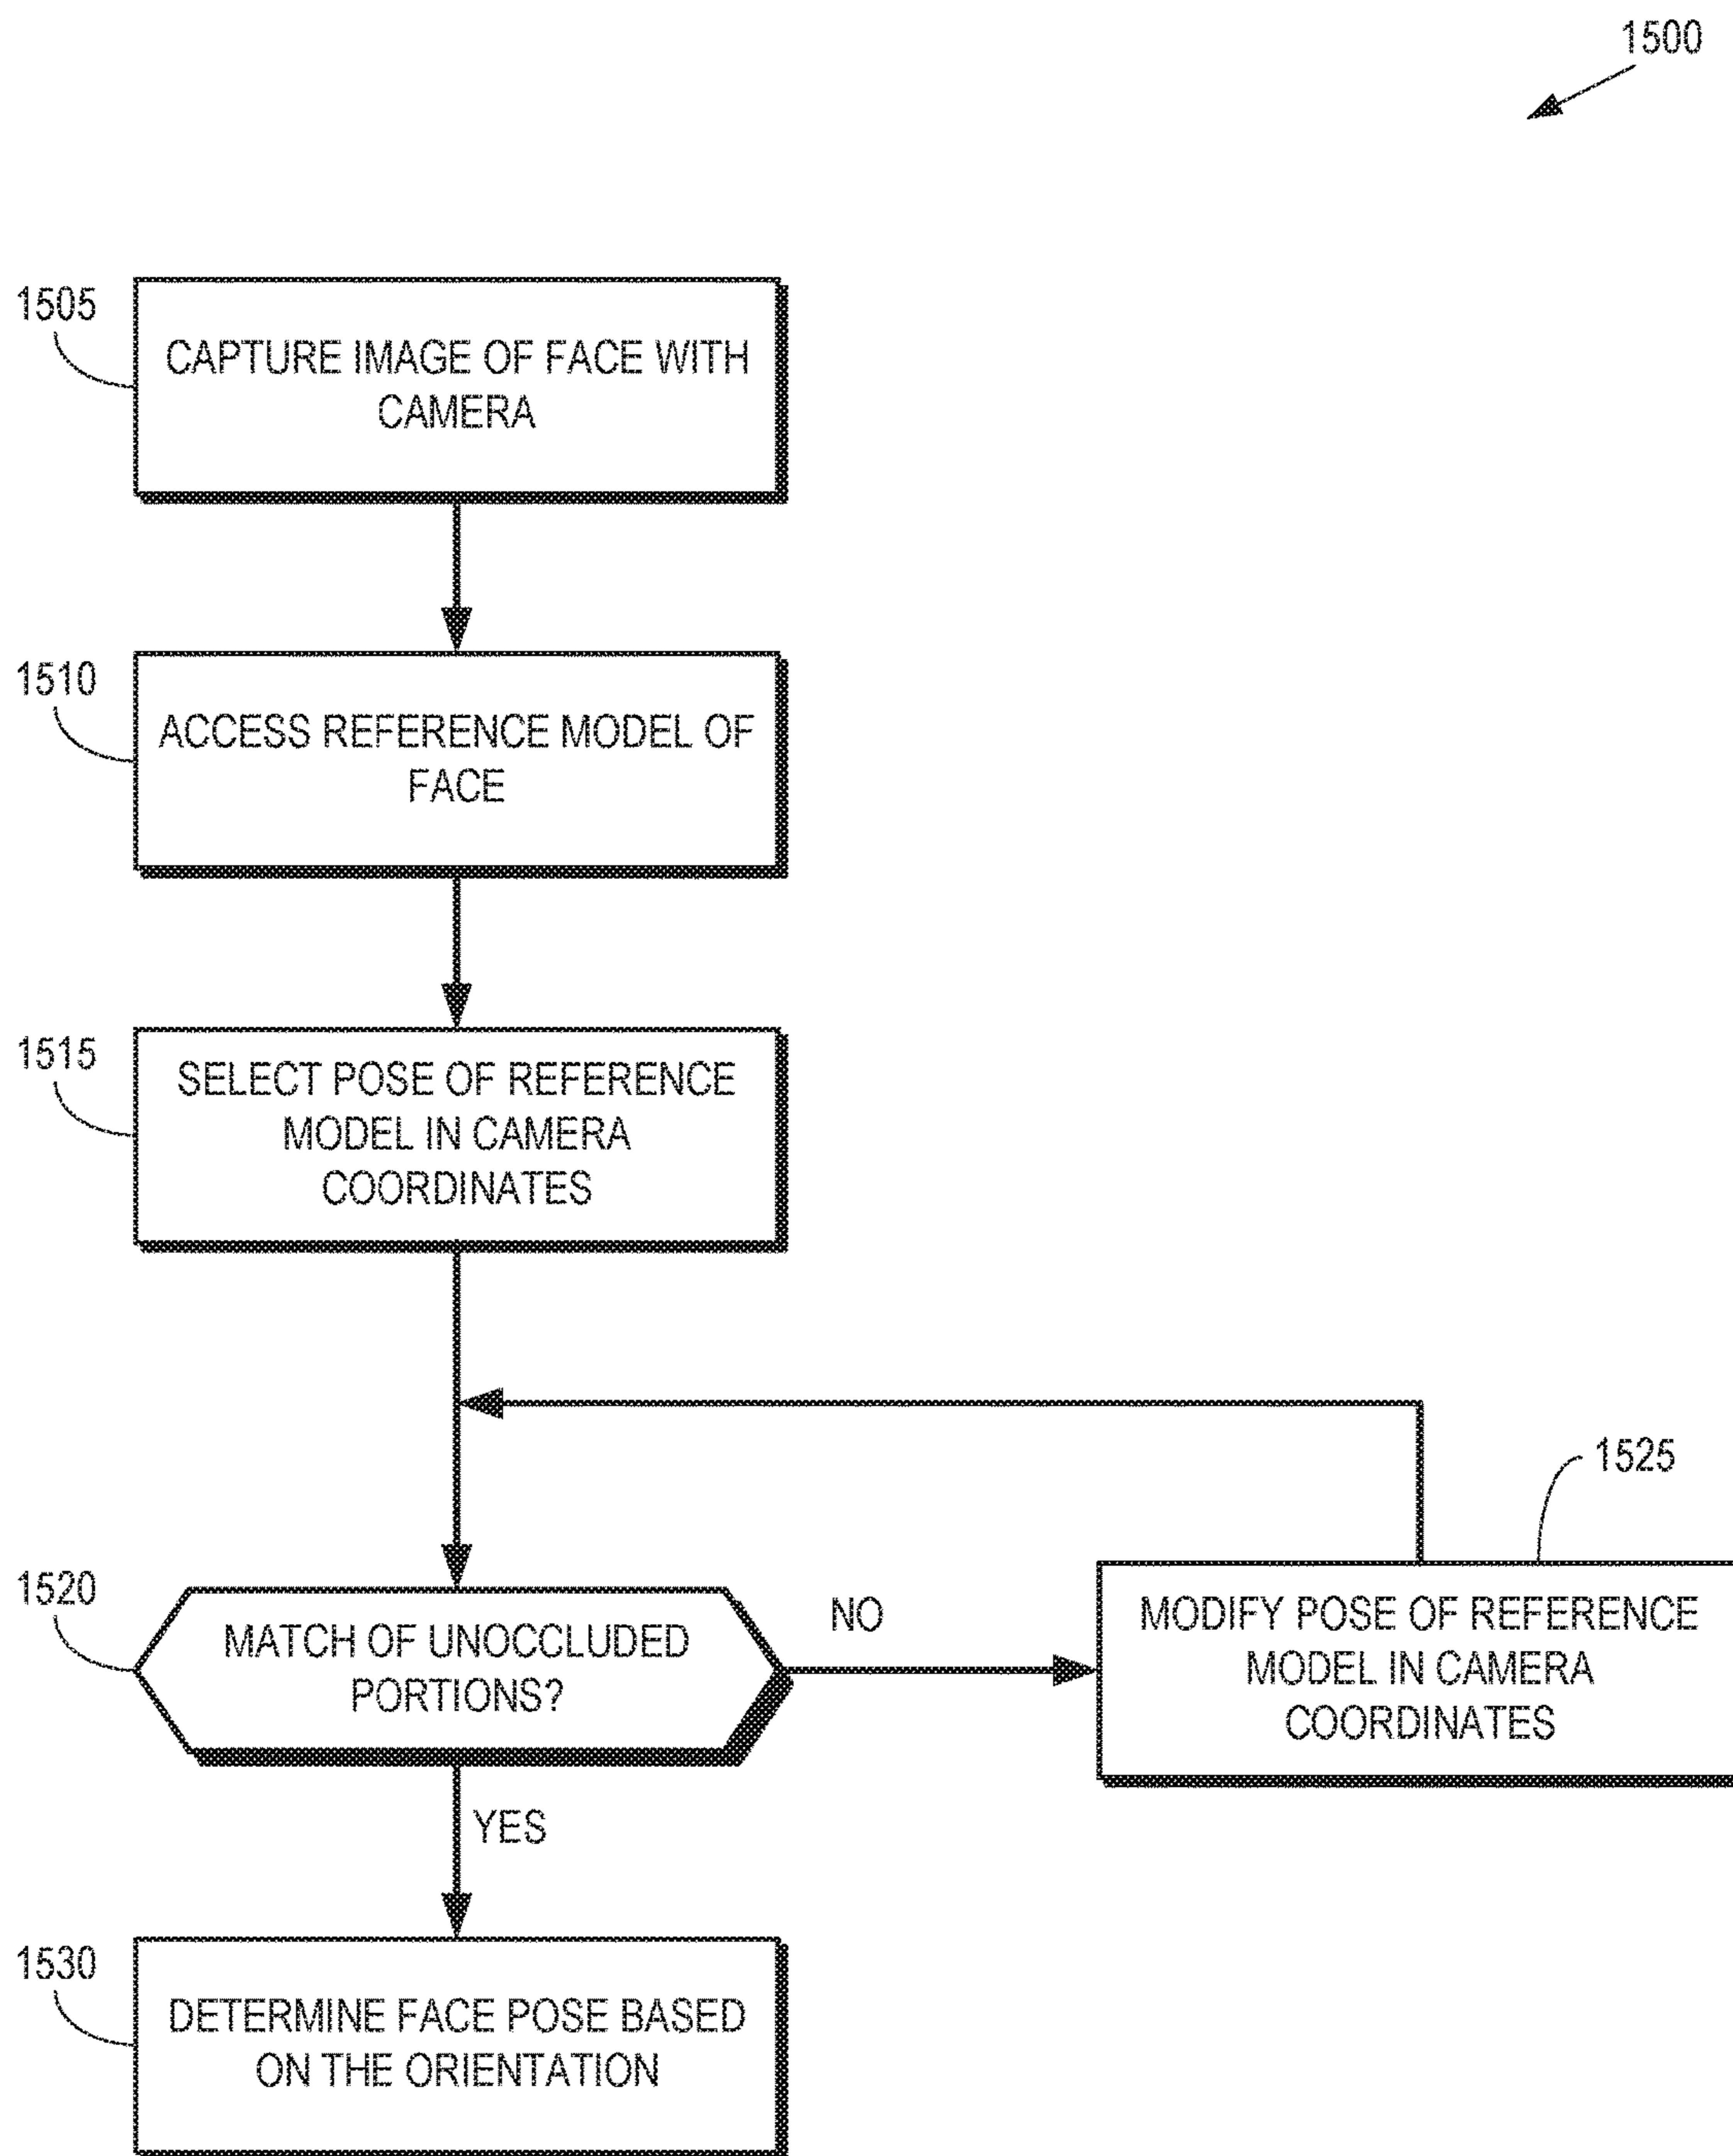 1500
1505
CAPTURE IMAGE OF FACE WITH
CAMERA
1510
ACCESS REFERENCE MODEL OF
FACE
1515
SELECT POSE OF REFERENCE
MODEL IN CAMERA
COORDINATES
1520
MATCH OF UNOCCLUDED
PORTIONS?
NO
1525
MODIFY POSE OF REFERENCE
MODEL IN CAMERA
COORDINATES
YES
1530
DETERMINE FACE POSE BASED
ON THE ORIENTATION